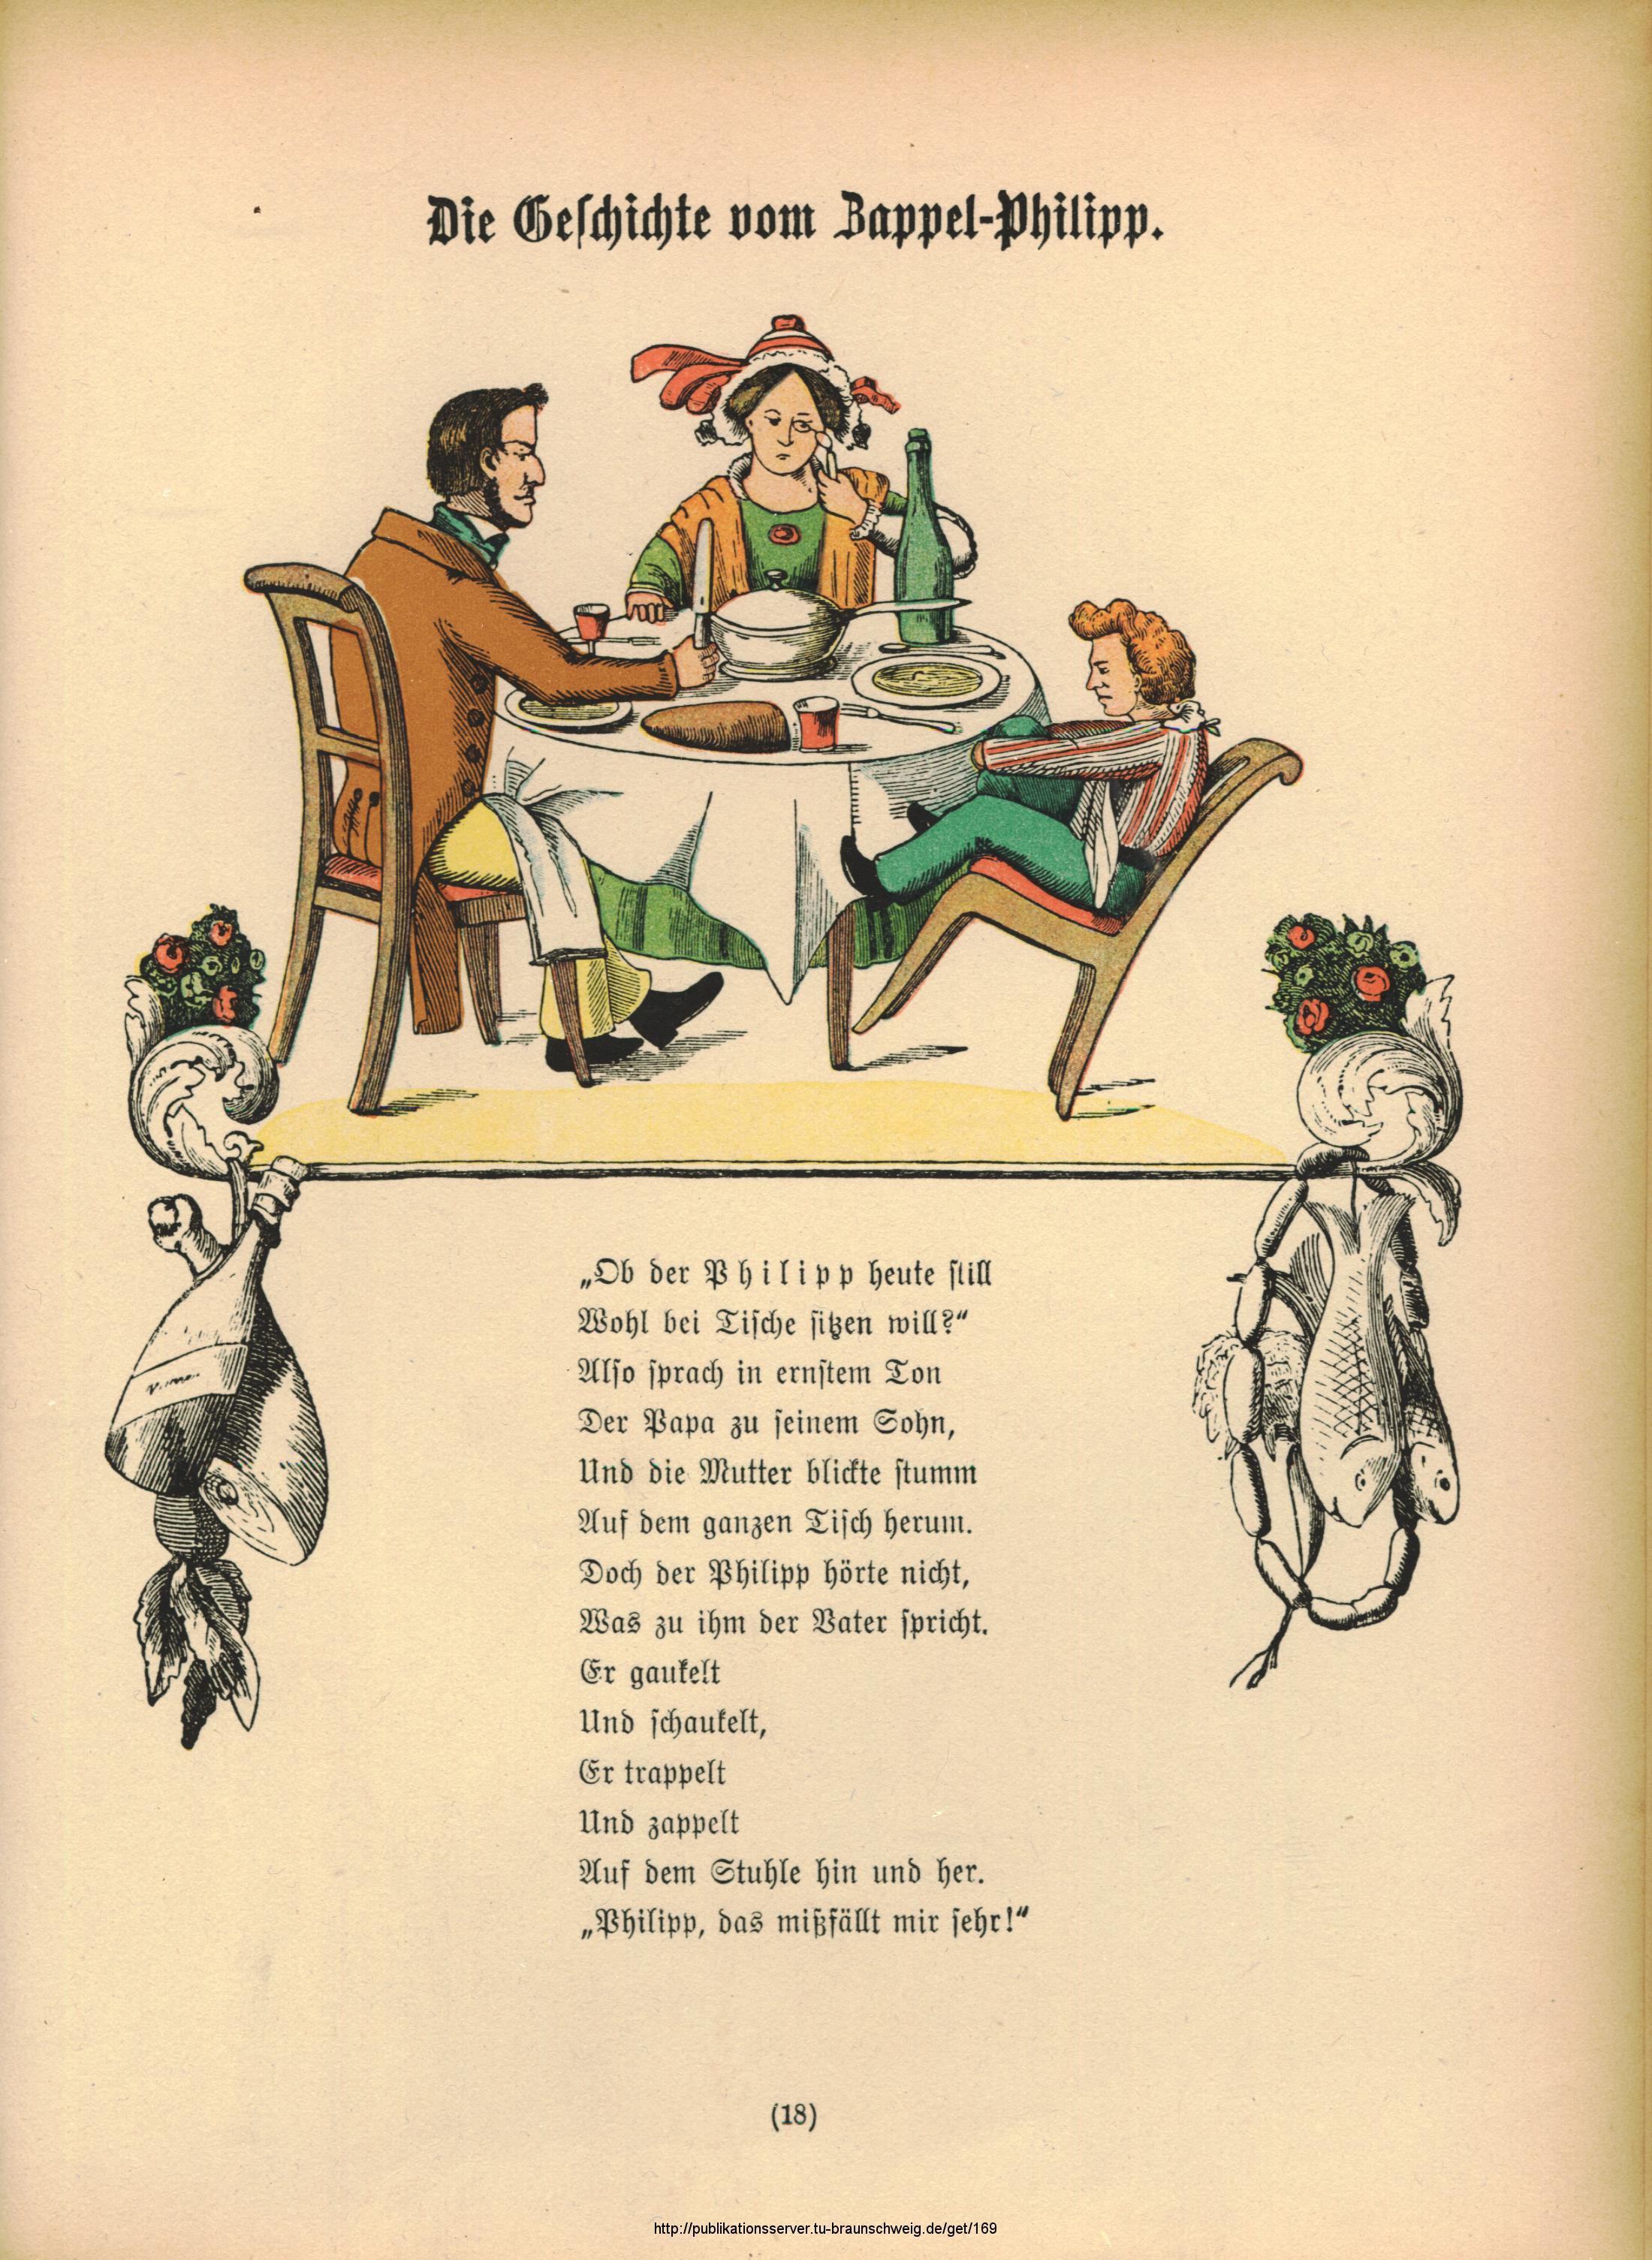 Die Geschichte vom Zappel-Philipp.
„Ob der Philipp heute still
Wohl bei Tische sitzen will?“
Also sprach in ernstem Ton
Der Papa zu seinem Sohn,
Und die Mutter blickte stumm
Auf dem ganzen Tisch herum.
Doch der Philipp hörte nicht,
Was zu ihm der Vater spricht.
Er gaukelt
Und schaukelt,
Er trappelt
Und zappelt
Auf dem Stuhle hin und her.
„Philipp, das mißfällt mir sehr!“
(18)
http://publikationsserver.tu-braunschweig.de/get/169